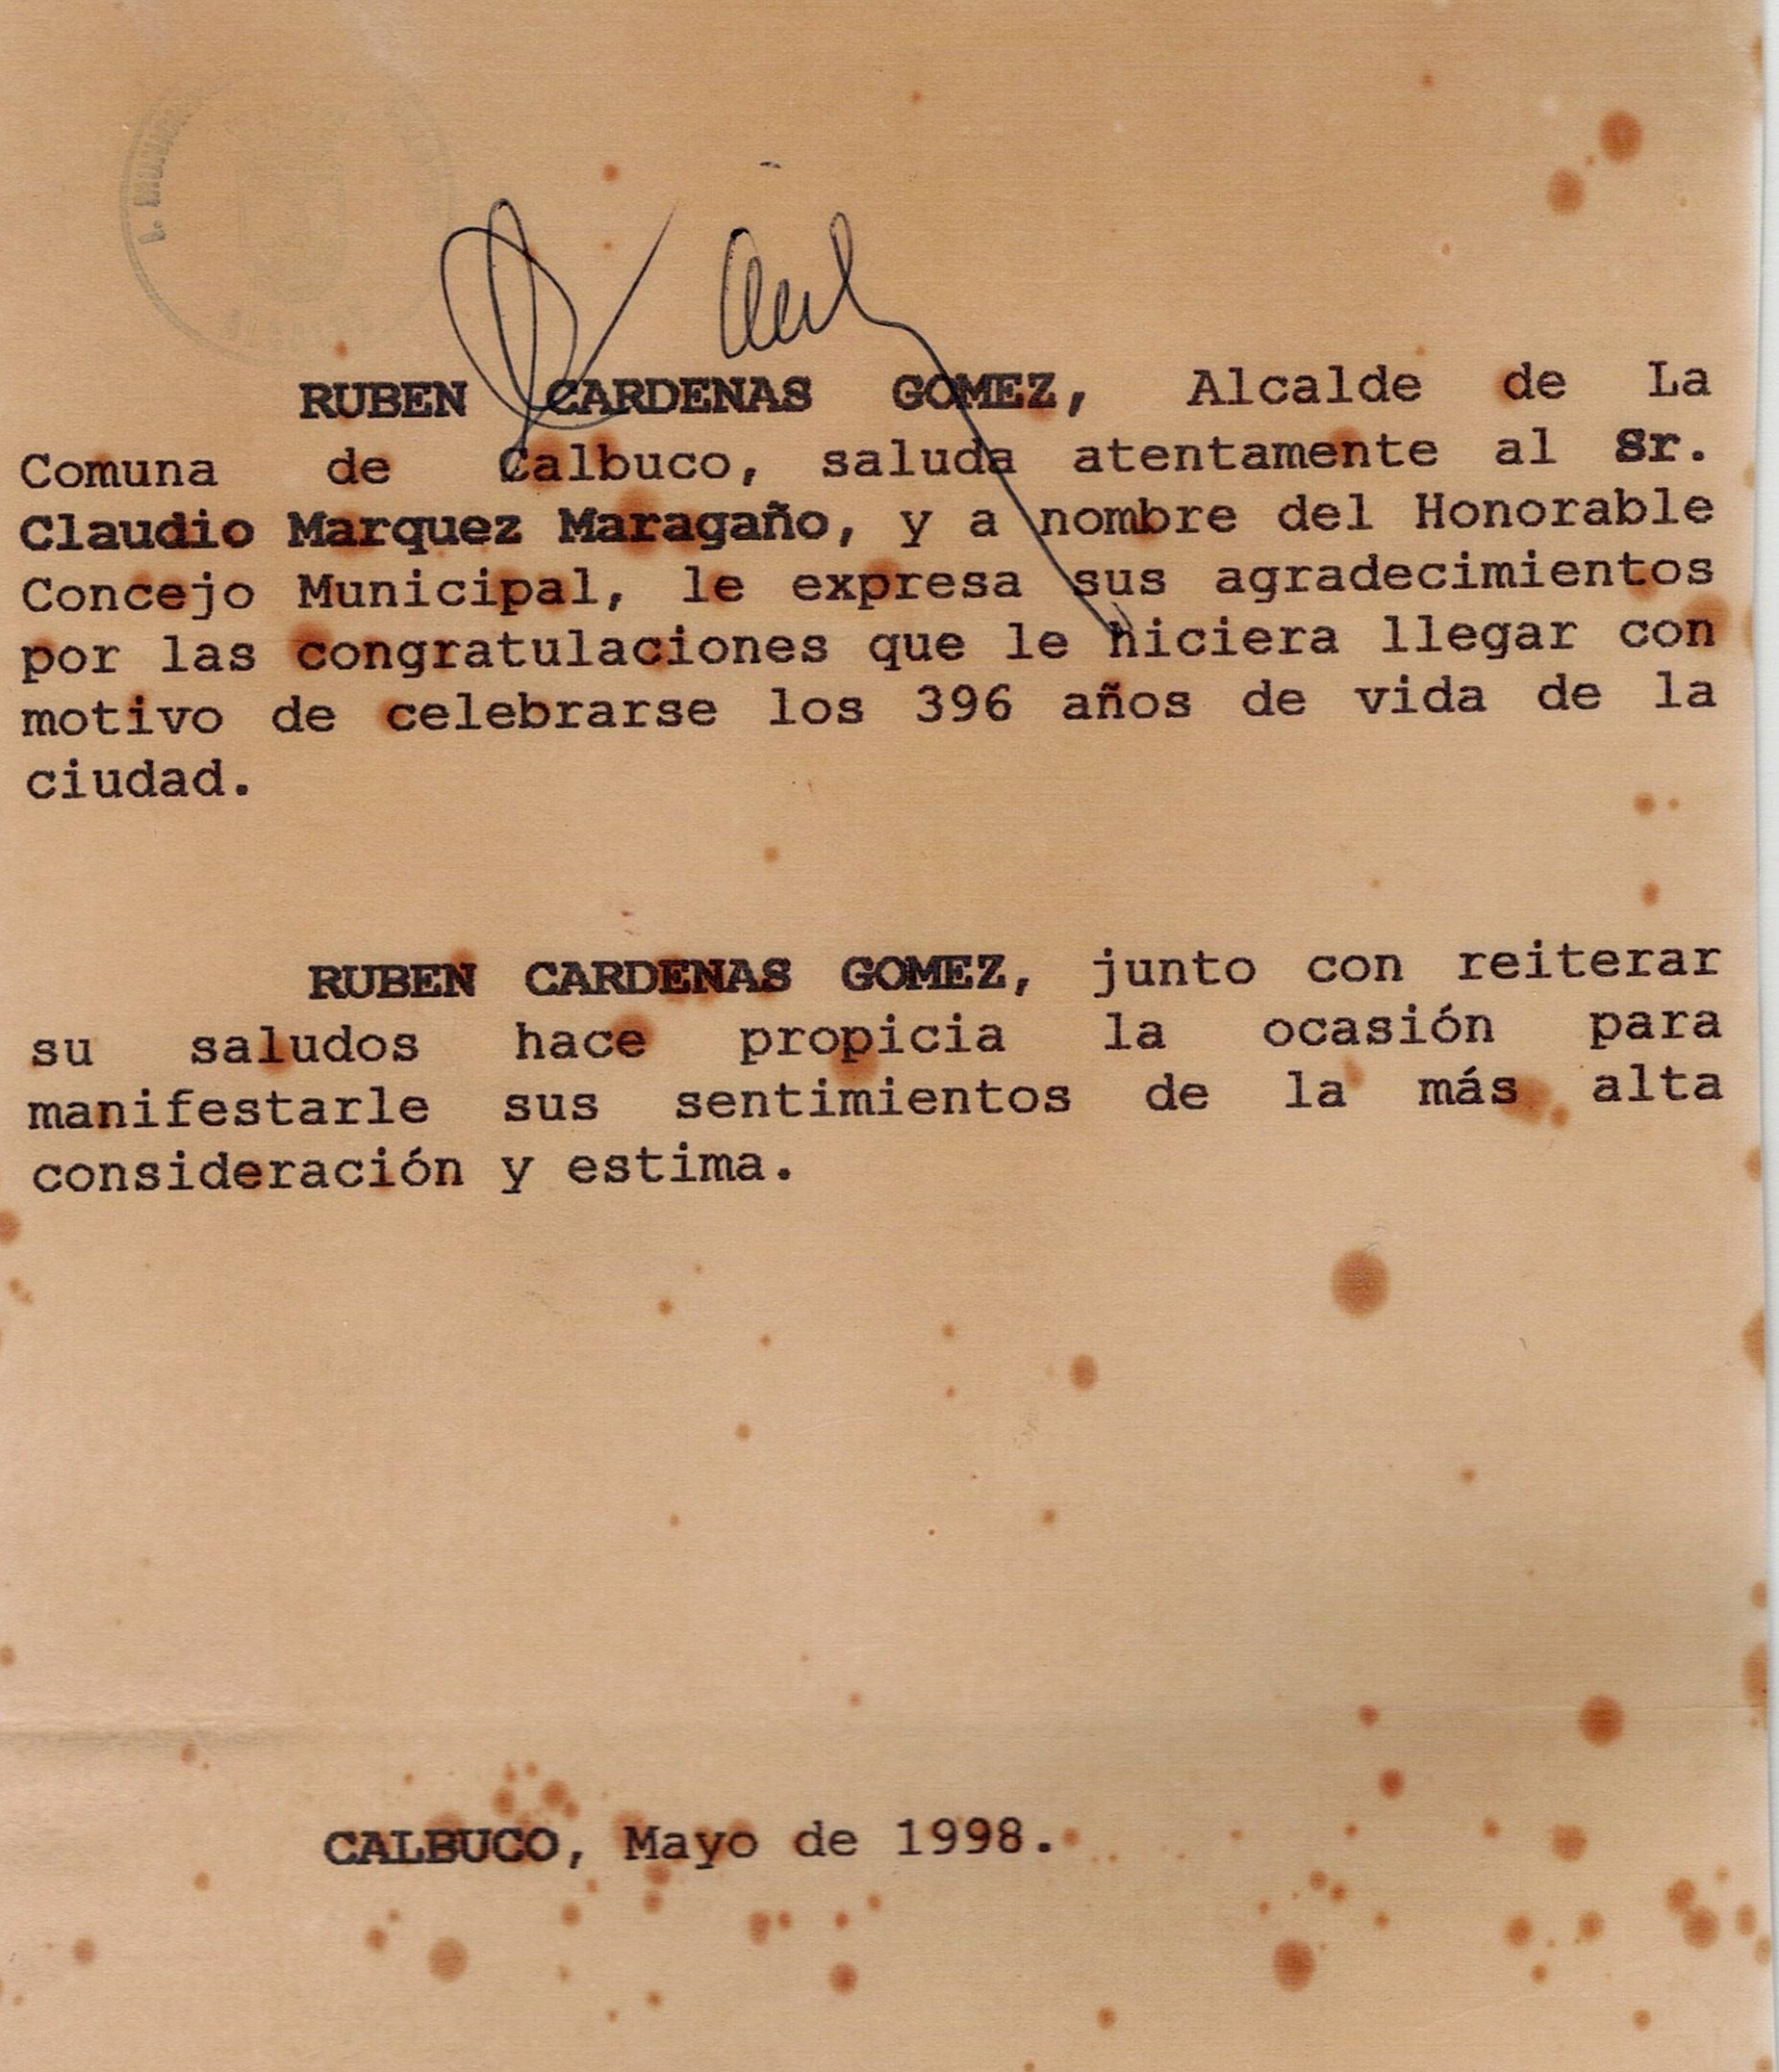 RUBEN CARDENAS GOMEZ, Alcalde de La
Comuna de Calbuco, saluda atentamente al Sr.
Claudio Marquez Maragaño, y a nombre del Honorable
Concejo Municipal, le expresa sus agradecimientos
por las congratulaciones que le hiciera llegar con
motivo de celebrarse los 396 años de vida de la
ciudad.
RUBEN CARDENAS GOMEZ, junto con reiterar
su saludos hace propicia la ocasión para
manifestarle sus sentimientos de la más alta
consideración y estima.
CALBUCO, Mayo de 1998.